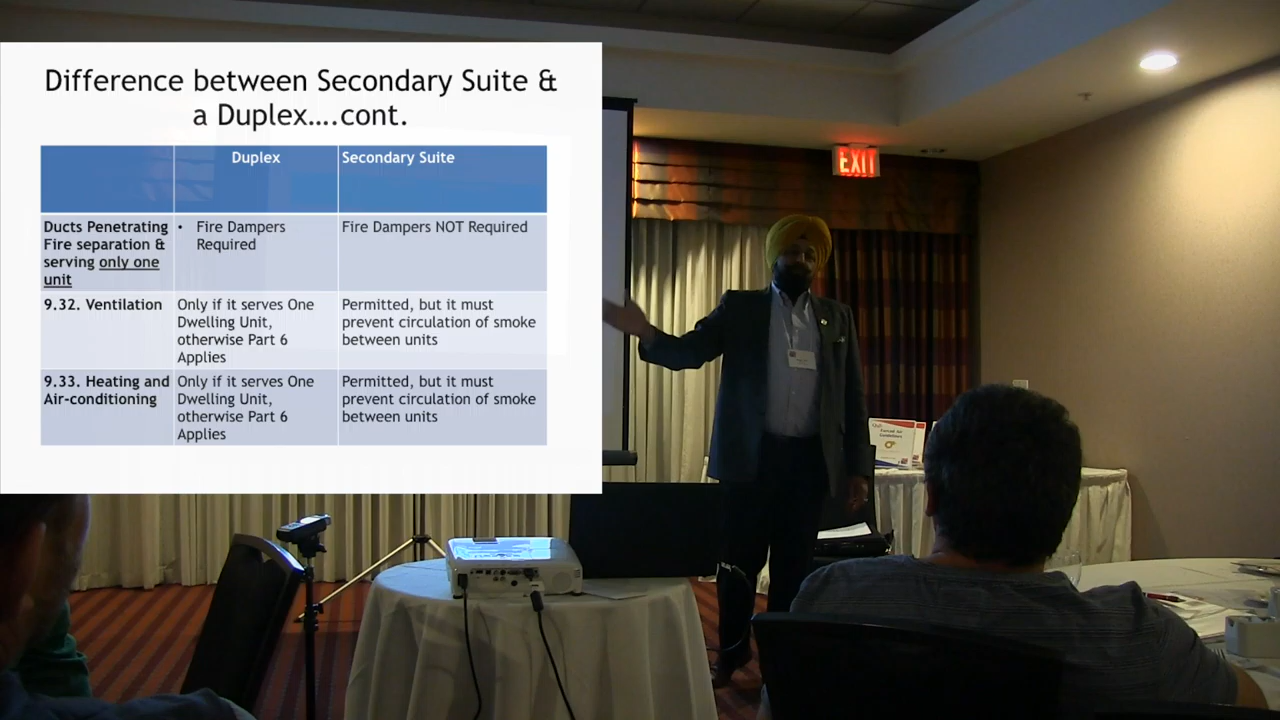 Difference between Secondary Suite &
a Duplex….cont.
Duplex
Secondary Suite
Ducts Penetrating
Fire separation &
serving only one
unit
• Fire Dampers
Required
Fire Dampers NOT Required
9.32. Ventilation
Only if it serves One
Dwelling Unit,
otherwise Part 6
Applies
Permitted, but it must
prevent circulation of smoke
between units
9.33. Heating and
Air-conditioning
Only if it serves One
Dwelling Unit,
otherwise Part 6
Applies
Permitted, but it must
prevent circulation of smoke
between units
EXIT
Forced Air
Guidelines